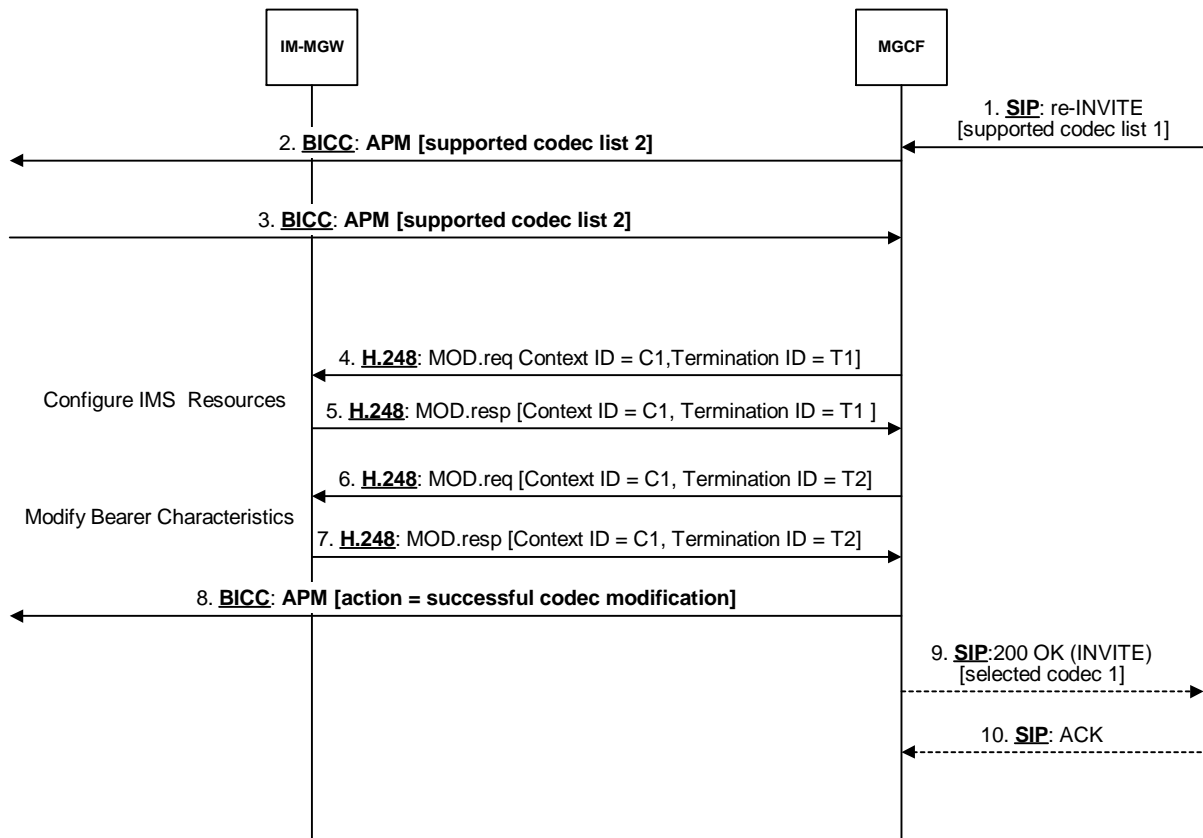 IM-MGW
MGCF
1. SIP: re-INVITE
[supported codec list 1]
2. BICC: APM [supported codec list 2]
3. BICC: APM [supported codec list 2]
4. H.248: MOD.req Context ID = C1,Termination ID = T1]
Configure IMS Resources
5. H.248: MOD.resp [Context ID = C1, Termination ID = T1 ]
6. H.248: MOD.req [Context ID = C1, Termination ID = T2]
Modify Bearer Characteristics
7. H.248: MOD.resp [Context ID = C1, Termination ID = T2]
8. BICC: APM [action = successful codec modification]
9. SIP:200 OK (INVITE)
[selected codec 1]
10. SIP: ACK